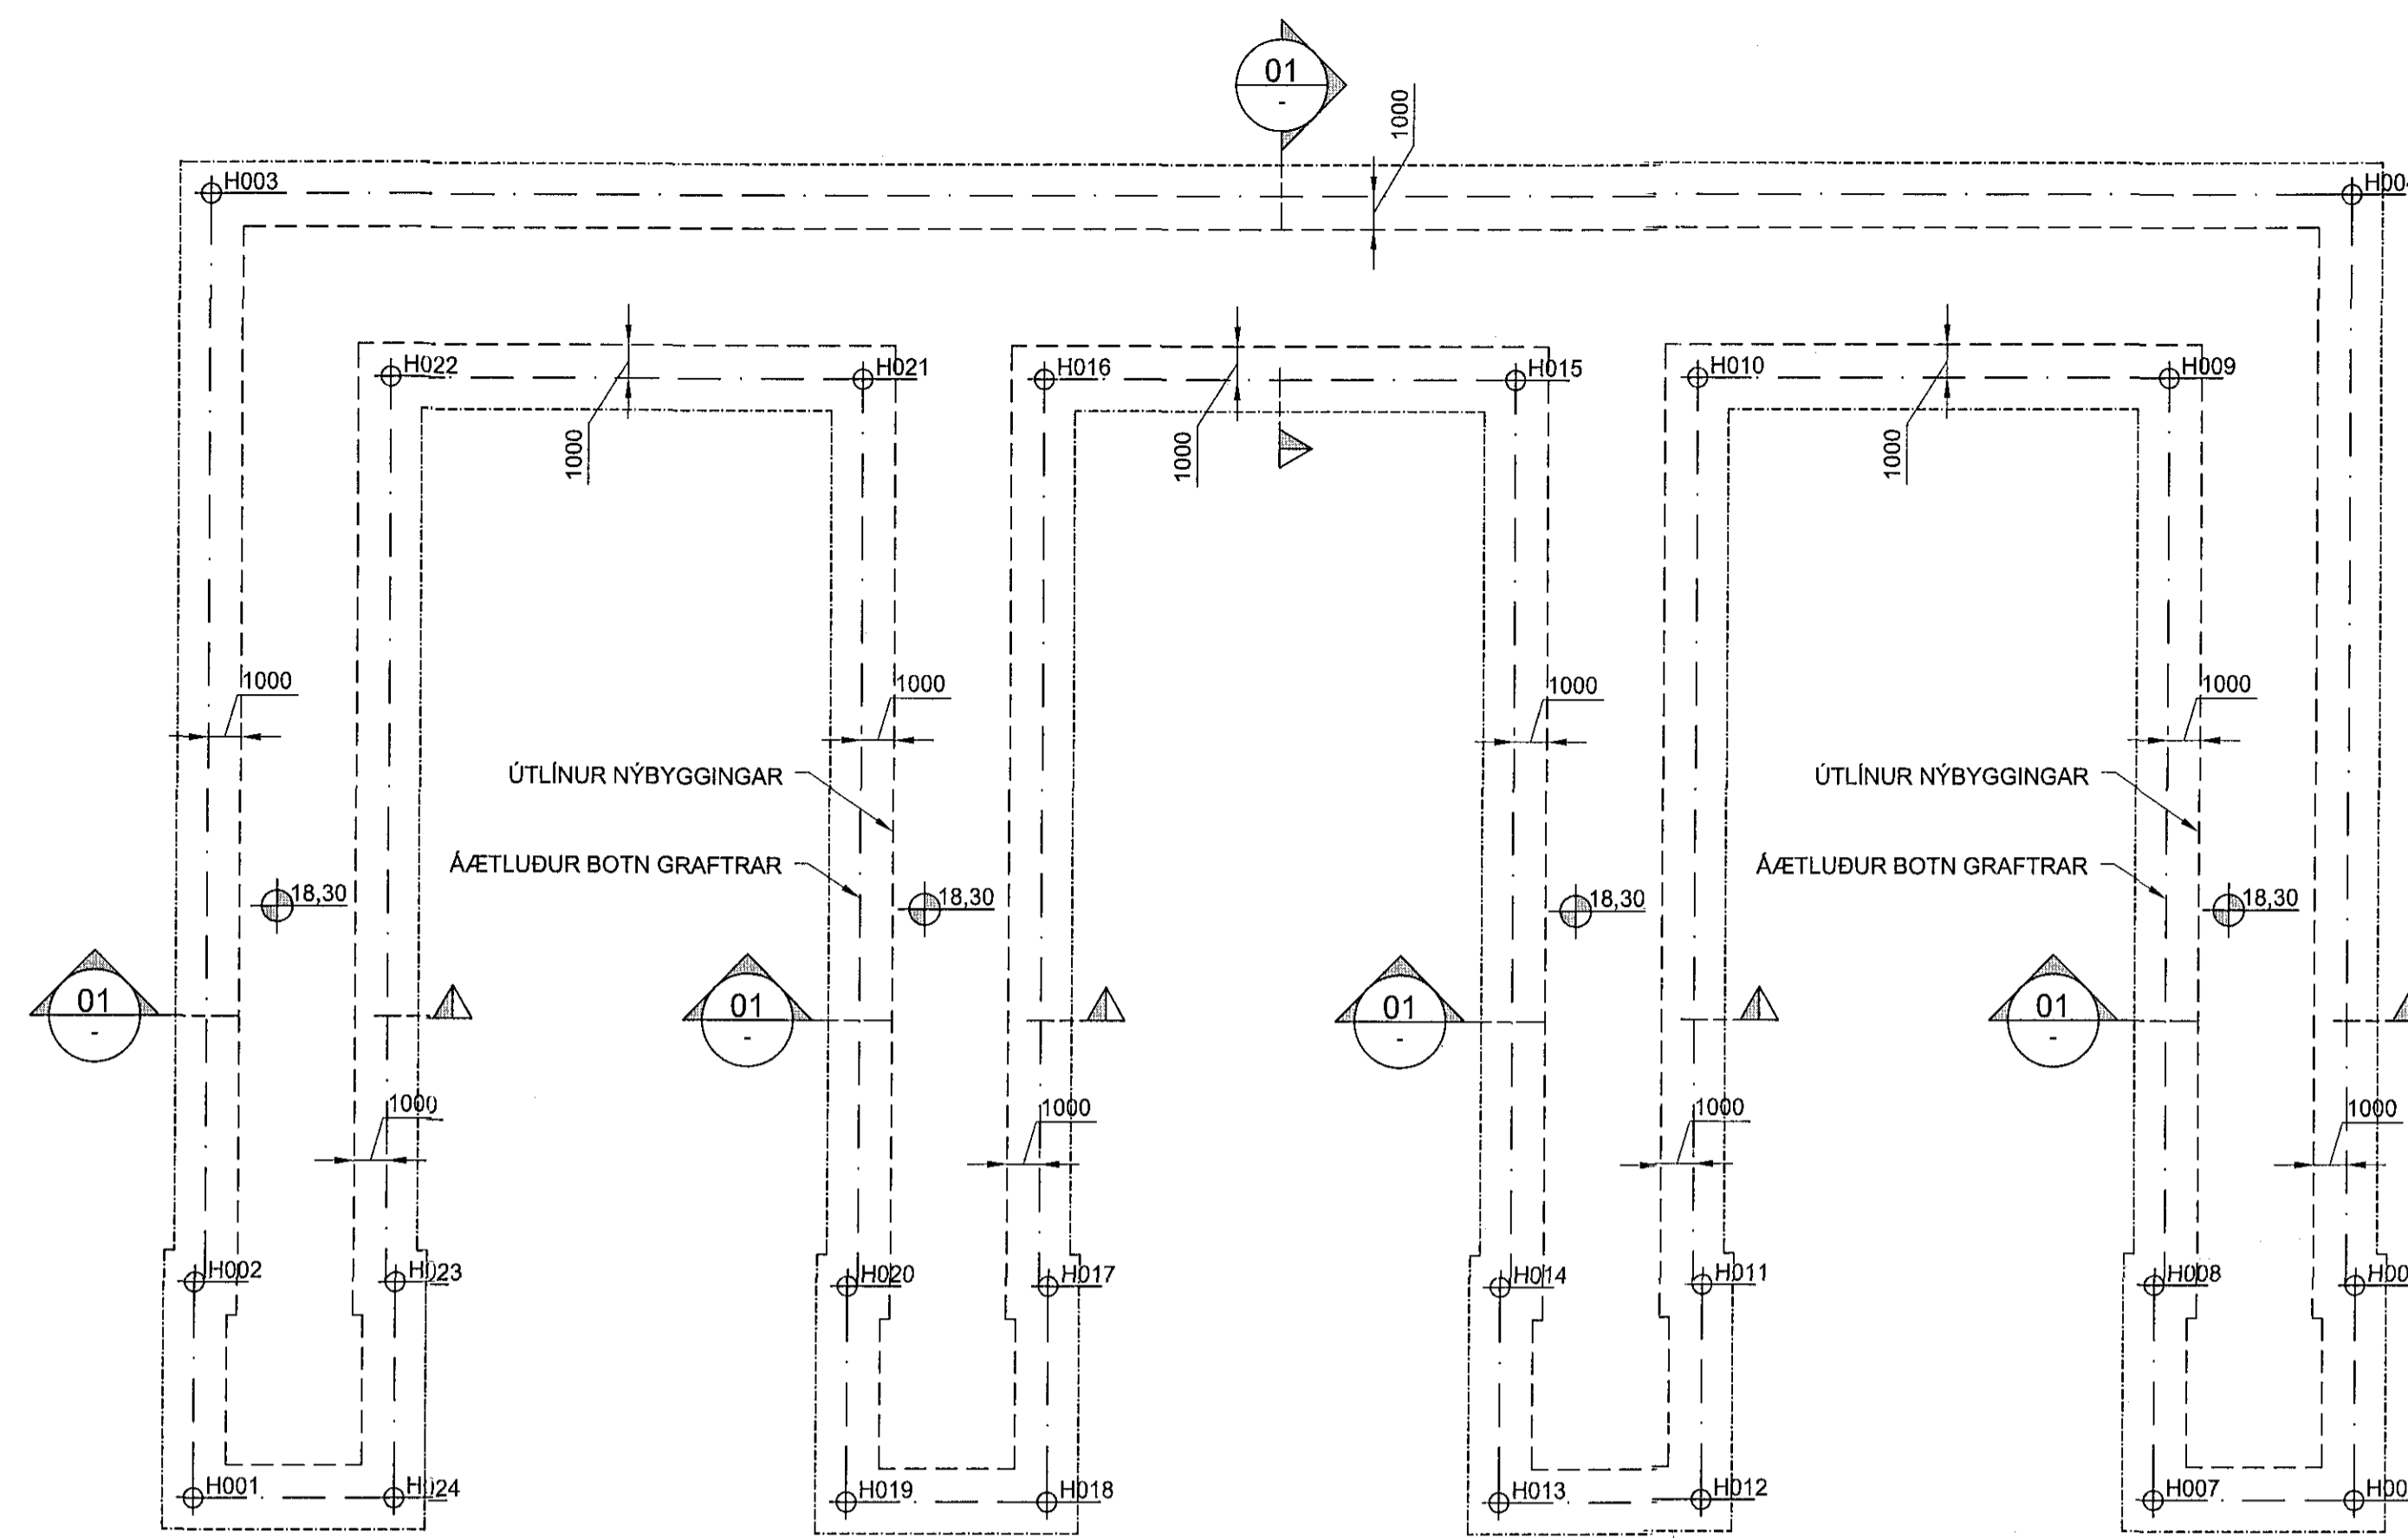 01
-
1000
H003
H022
H021
H016
H015
H010
H009
1000
1000
1000
1000
1000
1000
1000
ÚTLÍNUR NÝBYGGINGAR
ÚTLÍNUR NÝBYGGINGAR
ÁÆTLUÐUR BOTN GRAFTRAR
ÁÆTLUÐUR BOTN GRAFTRAR
18,30
18,30
18,30
18,30
01
-
01
-
01
-
01
-
1000
1000
1000
1000
H002
H023
H020
H017
H014
H011
H008
H001
H024
H019
H018
H013
H012
H007